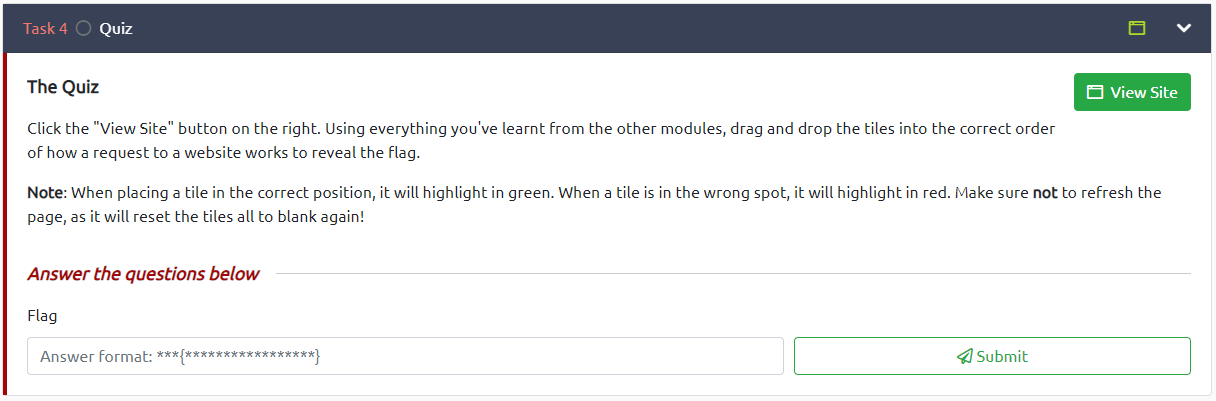 Task 4 Quiz
The Quiz
View Site
Click the "View Site" button on the right. Using everything you've learnt from the other modules, drag and drop the tiles into the correct order
of how a request to a website works to reveal the flag.
Note: When placing a tile in the correct position, it will highlight in green. When a tile is in the wrong spot, it will highlight in red. Make sure not to refresh the
page, as it will reset the tiles all to blank again!
Answer the questions below
Flag
Answer format: ***{*****************}
Submit